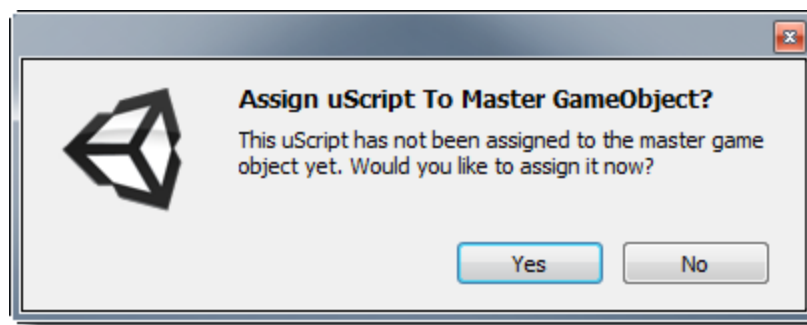 Assign uScript To Master GameObject?
This uScript has not been assigned to the master game
object yet. Would you like to assign it now?
Yes
No